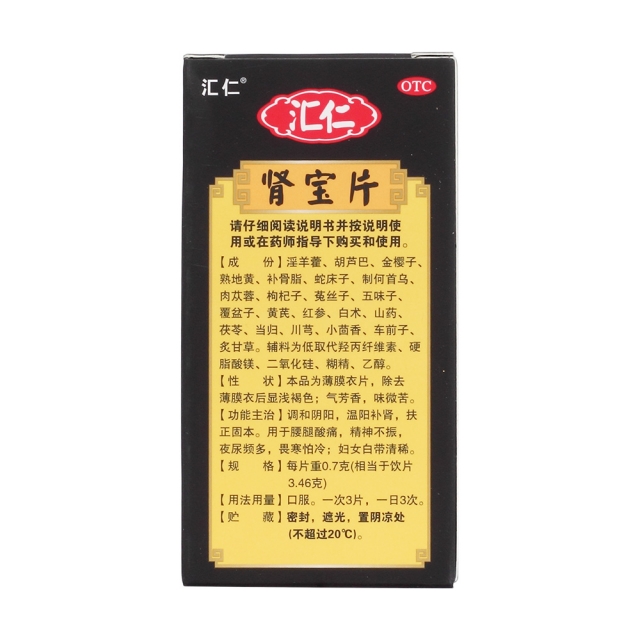 汇仁®
OTC
汇仁
肾宝片
请仔细阅读说明书并按说明使
用或在药师指导下购买和使用。
【成　份】淫羊藿、胡芦巴、金樱子、
熟地黄、补骨脂、蛇床子、制何首乌、
肉苁蓉、枸杞子、菟丝子、五味子、
覆盆子、黄芪、红参、白术、山药、
茯苓、当归、川芎、小茴香、车前子、
炙甘草。辅料为低取代羟丙纤维素、硬
脂酸镁、二氧化硅、糊精、乙醇。
【性　状】本品为薄膜衣片，除去
薄膜衣后显浅褐色；气芳香，味微苦。
【功能主治】调和阴阳，温阳补肾，扶
正固本。用于腰腿酸痛，精神不振，
夜尿频多，畏寒怕冷；妇女白带清稀。
【规　格】每片重0.7克(相当于饮片
3.46克)
【用法用量】口服。一次3片，一日3次。
【贮　藏】密封，遮光，置阴凉处
(不超过20℃)。